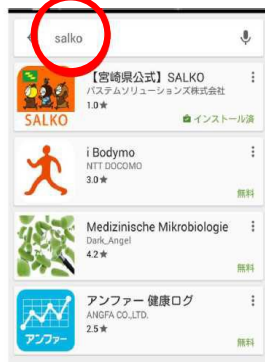 salko
【宮崎県公式】SALKO
パステムソリューションズ株式会社
1.0★
インストール済
SALKO
i Bodymo
NTT DOCOMO
3.0★
無料
Medizinische Mikrobiologie
Dark_Angel
4.2★
無料
アンファー 健康ログ
ANGFA CO.,LTD.
2.5★
無料
アンファー